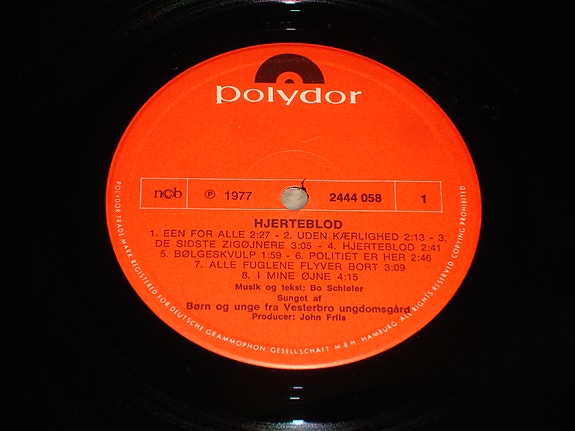 polydor
ncb ℗ 1977 2444 058 1
HJERTEBLOD
1. EEN FOR ALLE 2:27 - 2. UDEN KÆRLIGHED 2:13 - 3.
DE SIDSTE ZIGØJNERE 3:05 - 4. HJERTEBLOD 2:41
5. BØLGESKVULP 1:59 - 6. POLITIET ER HER 2:46
7. ALLE FUGLENE FLYVER BORT 3:09
8. I MINE ØJNE 4:15
Musik og tekst: Bo Schiøler
Sunget af
Børn og unge fra Vesterbro ungdomsgård
Producer: John Friis
POLYDOR TRADE MARK REGISTERED FOR DEUTSCHE GRAMMOPHON GESELLSCHAFT M·B·H. HAMBURG ALL RIGHTS RESERVED COPYING PROHIBITED